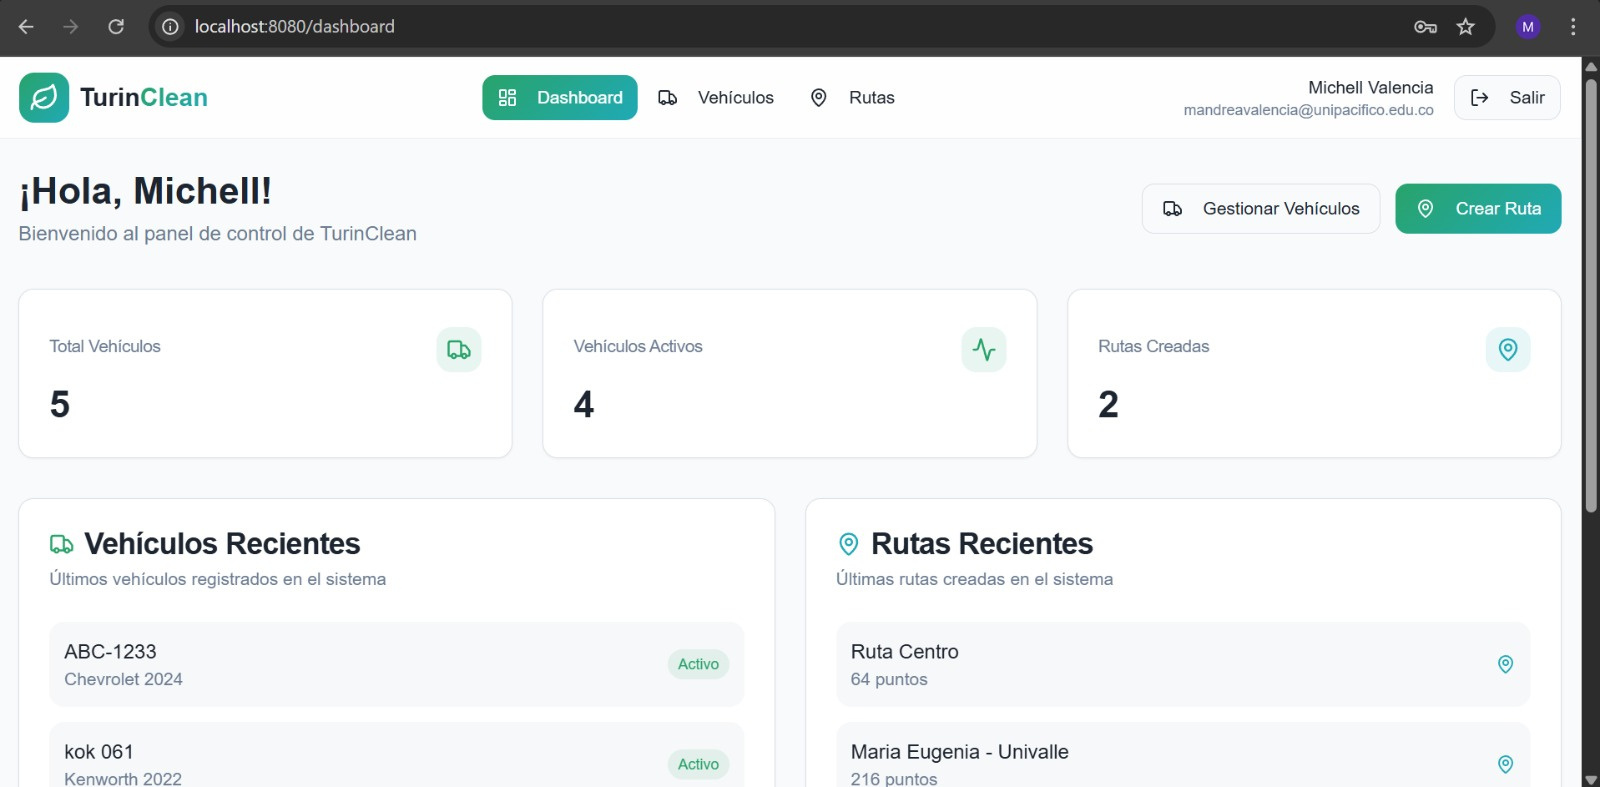 localhost:8080/dashboard
M
TurinClean
Dashboard
Vehículos
Rutas
Michell Valencia
mandreavalencia@unipacifico.edu.co
Salir
¡Hola, Michell!
Bienvenido al panel de control de TurinClean
Gestionar Vehículos
Crear Ruta
Total Vehículos
5
Vehículos Activos
4
Rutas Creadas
2
Vehículos Recientes
Últimos vehículos registrados en el sistema
ABC-1233
Chevrolet 2024
Activo
kok 061
Kenworth 2022
Activo
Rutas Recientes
Últimas rutas creadas en el sistema
Ruta Centro
64 puntos
Maria Eugenia - Univalle
216 puntos